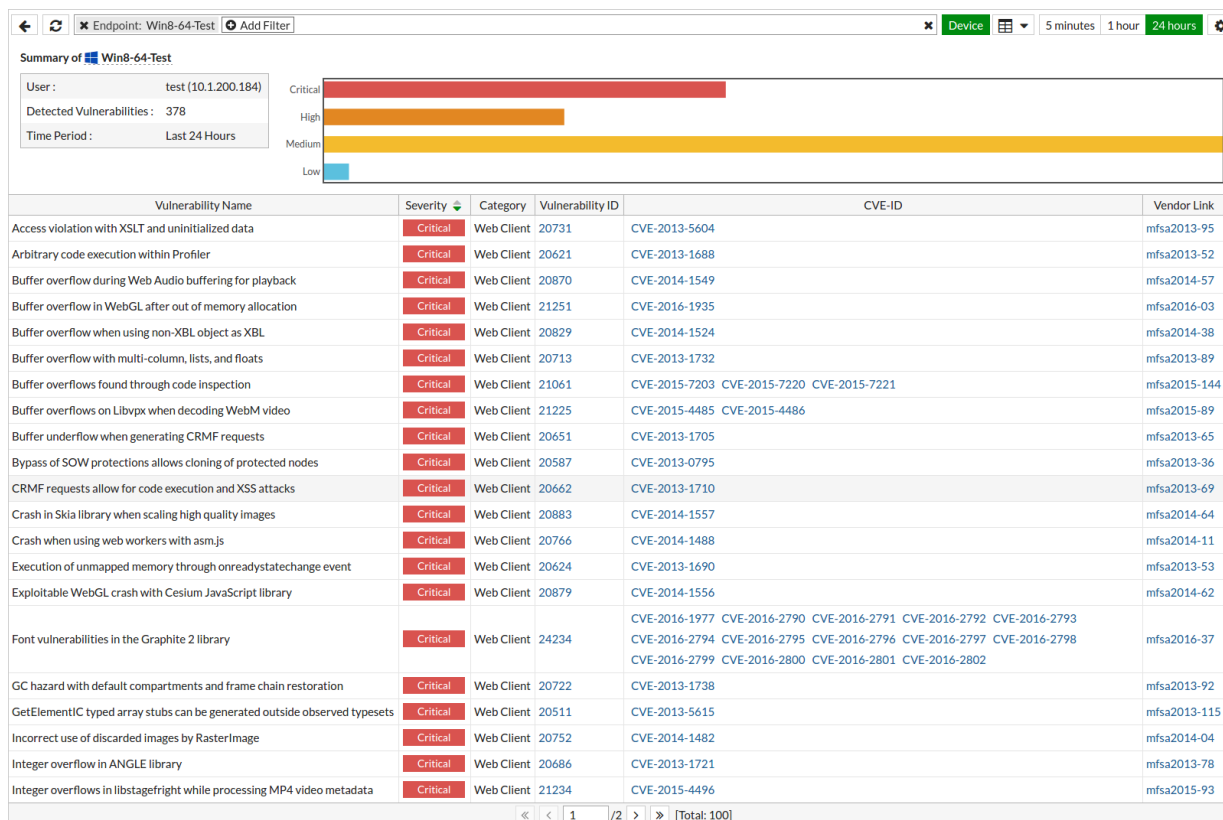 Endpoint: Win8-64-Test Add Filter Device 5 minutes 1 hour 24 hours
Summary of Win8-64-Test
User : test (10.1.200.184)
Detected Vulnerabilities : 378
Time Period : Last 24 Hours
Critical
High
Medium
Low
Vulnerability Name Severity Category Vulnerability ID CVE-ID Vendor Link
Access violation with XSLT and uninitialized data Critical Web Client 20731 CVE-2013-5604 mfsa2013-95
Arbitrary code execution within Profiler Critical Web Client 20621 CVE-2013-1688 mfsa2013-52
Buffer overflow during Web Audio buffering for playback Critical Web Client 20870 CVE-2014-1549 mfsa2014-57
Buffer overflow in WebGL after out of memory allocation Critical Web Client 21251 CVE-2016-1935 mfsa2016-03
Buffer overflow when using non-XBL object as XBL Critical Web Client 20829 CVE-2014-1524 mfsa2014-38
Buffer overflow with multi-column, lists, and floats Critical Web Client 20713 CVE-2013-1732 mfsa2013-89
Buffer overflows found through code inspection Critical Web Client 21061 CVE-2015-7203 CVE-2015-7220 CVE-2015-7221 mfsa2015-144
Buffer overflows on Libvpx when decoding WebM video Critical Web Client 21225 CVE-2015-4485 CVE-2015-4486 mfsa2015-89
Buffer underflow when generating CRMF requests Critical Web Client 20651 CVE-2013-1705 mfsa2013-65
Bypass of SOW protections allows cloning of protected nodes Critical Web Client 20587 CVE-2013-0795 mfsa2013-36
CRMF requests allow for code execution and XSS attacks Critical Web Client 20662 CVE-2013-1710 mfsa2013-69
Crash in Skia library when scaling high quality images Critical Web Client 20883 CVE-2014-1557 mfsa2014-64
Crash when using web workers with asm.js Critical Web Client 20766 CVE-2014-1488 mfsa2014-11
Execution of unmapped memory through onreadystatechange event Critical Web Client 20624 CVE-2013-1690 mfsa2013-53
Exploitable WebGL crash with Cesium JavaScript library Critical Web Client 20879 CVE-2014-1556 mfsa2014-62
CVE-2016-1977 CVE-2016-2790 CVE-2016-2791 CVE-2016-2792 CVE-2016-2793
Font vulnerabilities in the Graphite 2 library Critical Web Client 24234 CVE-2016-2794 CVE-2016-2795 CVE-2016-2796 CVE-2016-2797 CVE-2016-2798 mfsa2016-37
CVE-2016-2799 CVE-2016-2800 CVE-2016-2801 CVE-2016-2802
GC hazard with default compartments and frame chain restoration Critical Web Client 20722 CVE-2013-1738 mfsa2013-92
GetElementIC typed array stubs can be generated outside observed typesets Critical Web Client 20511 CVE-2013-5615 mfsa2013-115
Incorrect use of discarded images by RasterImage Critical Web Client 20752 CVE-2014-1482 mfsa2014-04
Integer overflow in ANGLE library Critical Web Client 20686 CVE-2013-1721 mfsa2013-78
Integer overflows in libstagefright while processing MP4 video metadata Critical Web Client 21234 CVE-2015-4496 mfsa2015-93
1 /2 [Total: 100]